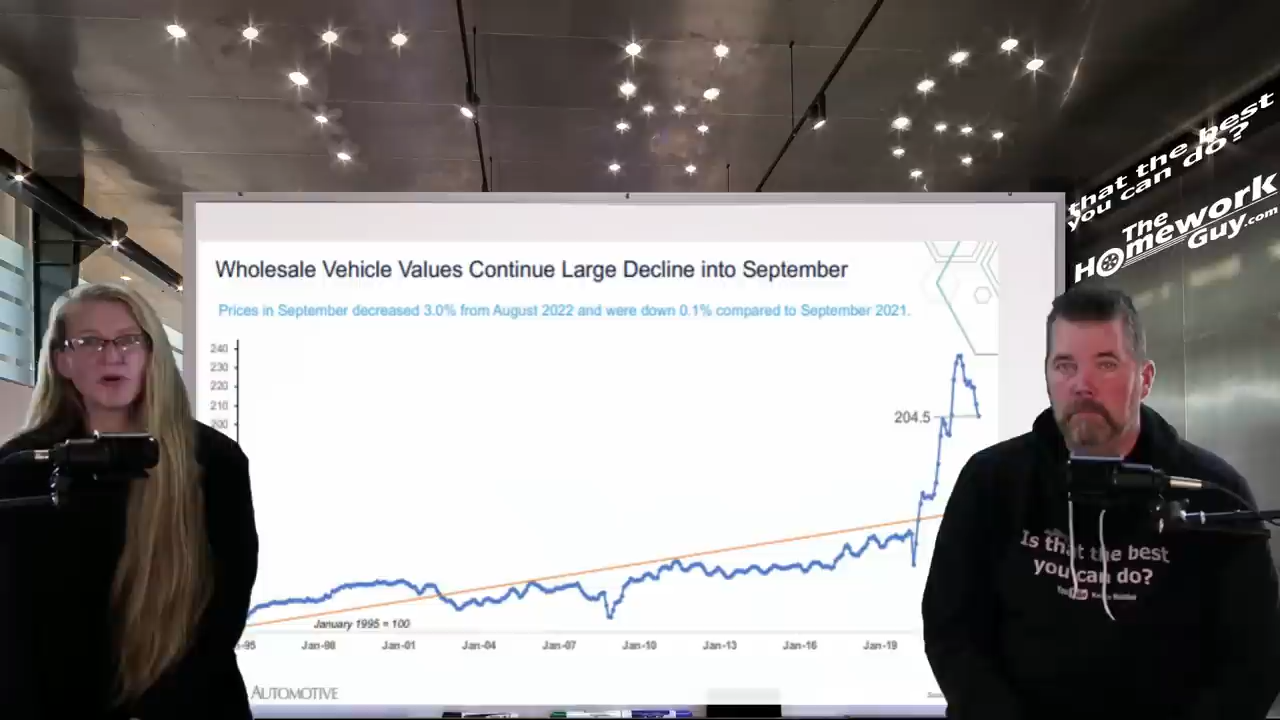 that the best
you can do?
The
Homework
Guy.com
Wholesale Vehicle Values Continue Large Decline into September
Prices in September decreased 3.0% from August 2022 and were down 0.1% compared to September 2021.
240
230
220
210
200
204.5
January 1995 = 100
-95
Jan-98
Jan-01
Jan-04
Jan-07
Jan-10
Jan-13
Jan-16
Jan-19
AUTOMOTIVE
Is that the best
you can do?